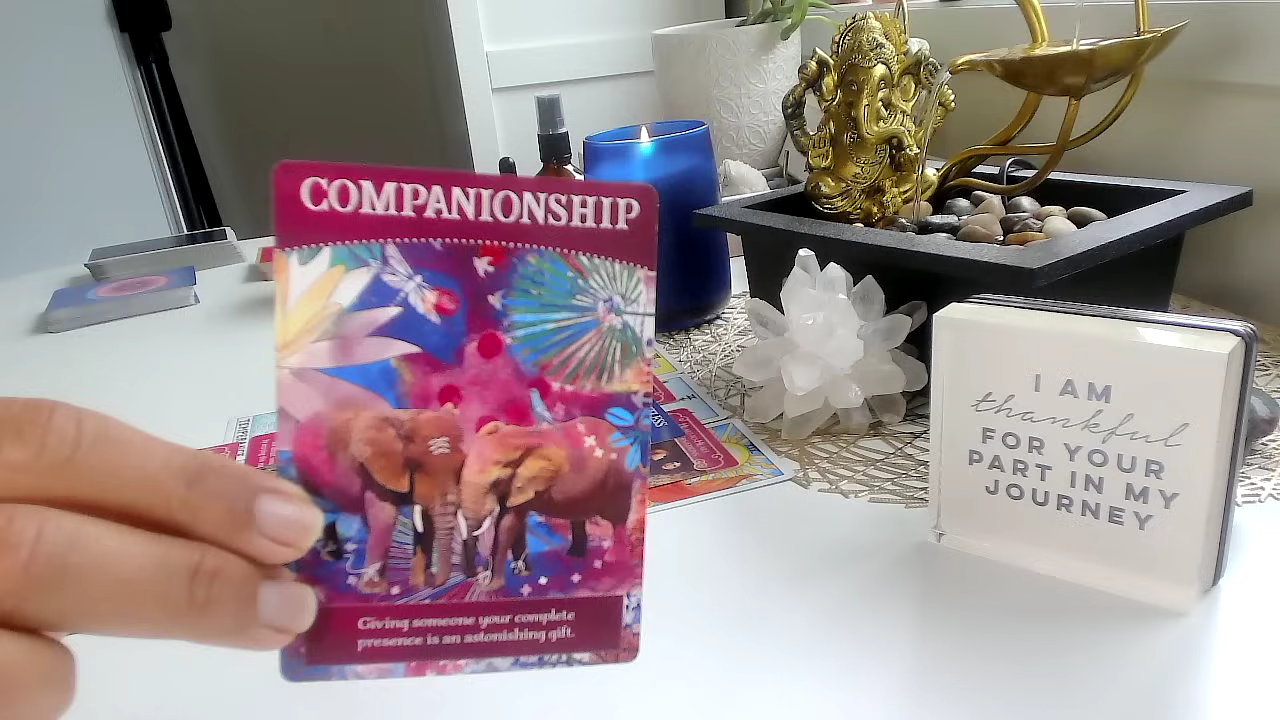 COMPANIONSHIP
Giving someone your complete
presence is an astonishing gift.
I AM
thankful
FOR YOUR
PART IN MY
JOURNEY